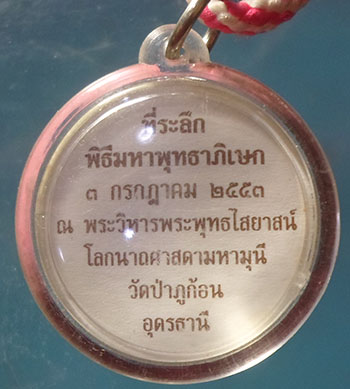 ที่ระลึก
พิธีมหาพุทธาภิเษก
๓ กรกฎาคม ๒๕๕๓
ณ พระวิหารพระพุทธไสยาสน์
โลกนาถศาสดามหามุนี
วัดป่าภูก้อน
อุดรธานี